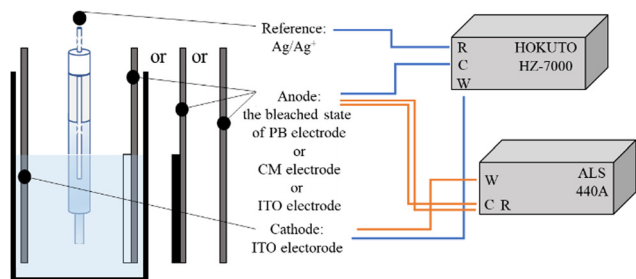 or or
Reference:
Ag/Ag⁺
Anode:
the bleached state
of PB electrode
or
CM electrode
or
ITO electrode
Cathode:
ITO electorode
R HOKUTO
C HZ-7000
W
W ALS
440A
C R